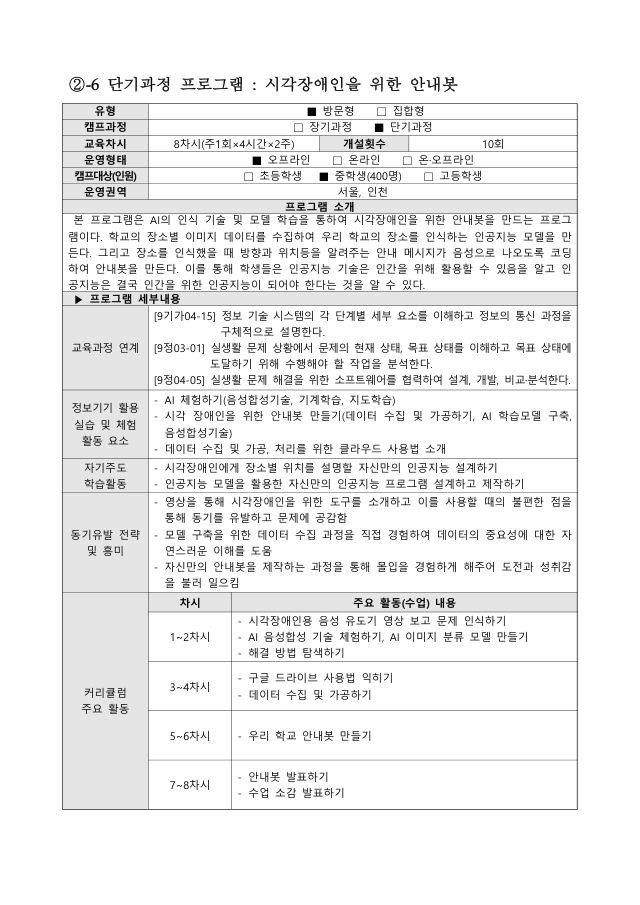 ②-6 단기과정 프로그램 : 시각장애인을 위한 안내봇
유형 ■ 방문형 □ 집합형
캠프과정 □ 장기과정 ■ 단기과정
교육차시 8차시(주1회×4시간×2주) 개설횟수 10회
운영형태 ■ 오프라인 □ 온라인 □ 온·오프라인
캠프대상(인원) □ 초등학생 ■ 중학생(400명) □ 고등학생
운영권역 서울, 인천
프로그램 소개
본 프로그램은 AI의 인식 기술 및 모델 학습을 통하여 시각장애인을 위한 안내봇을 만드는 프로그
램이다. 학교의 장소별 이미지 데이터를 수집하여 우리 학교의 장소를 인식하는 인공지능 모델을 만
든다. 그리고 장소를 인식했을 때 방향과 위치등을 알려주는 안내 메시지가 음성으로 나오도록 코딩
하여 안내봇을 만든다. 이를 통해 학생들은 인공지능 기술은 인간을 위해 활용할 수 있음을 알고 인
공지능은 결국 인간을 위한 인공지능이 되어야 한다는 것을 알 수 있다.
▶ 프로그램 세부내용
교육과정 연계
[9기가04-15] 정보 기술 시스템의 각 단계별 세부 요소를 이해하고 정보의 통신 과정을
구체적으로 설명한다.
[9정03-01] 실생활 문제 상황에서 문제의 현재 상태, 목표 상태를 이해하고 목표 상태에
도달하기 위해 수행해야 할 작업을 분석한다.
[9정04-05] 실생활 문제 해결을 위한 소프트웨어를 협력하여 설계, 개발, 비교·분석한다.
정보기기 활용
실습 및 체험
활동 요소
- AI 체험하기(음성합성기술, 기계학습, 지도학습)
- 시각 장애인을 위한 안내봇 만들기(데이터 수집 및 가공하기, AI 학습모델 구축,
음성합성기술)
- 데이터 수집 및 가공, 처리를 위한 클라우드 사용법 소개
자기주도
학습활동
- 시각장애인에게 장소별 위치를 설명할 자신만의 인공지능 설계하기
- 인공지능 모델을 활용한 자신만의 인공지능 프로그램 설계하고 제작하기
동기유발 전략
및 흥미
- 영상을 통해 시각장애인을 위한 도구를 소개하고 이를 사용할 때의 불편한 점을
통해 동기를 유발하고 문제에 공감함
- 모델 구축을 위한 데이터 수집 과정을 직접 경험하여 데이터의 중요성에 대한 자
연스러운 이해를 도움
- 자신만의 안내봇을 제작하는 과정을 통해 몰입을 경험하게 해주어 도전과 성취감
을 불러 일으킴
커리큘럼
주요 활동
차시 주요 활동(수업) 내용
1~2차시
- 시각장애인용 음성 유도기 영상 보고 문제 인식하기
- AI 음성합성 기술 체험하기, AI 이미지 분류 모델 만들기
- 해결 방법 탐색하기
3~4차시
- 구글 드라이브 사용법 익히기
- 데이터 수집 및 가공하기
5~6차시 - 우리 학교 안내봇 만들기
7~8차시
- 안내봇 발표하기
- 수업 소감 발표하기